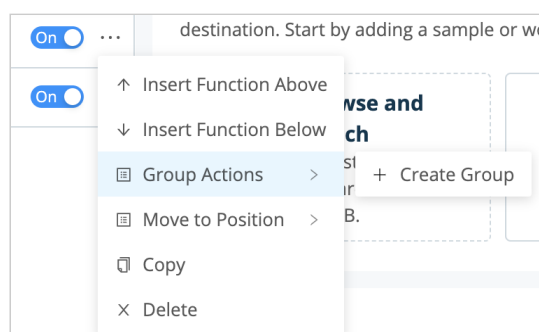 On ···
destination. Start by adding a sample or
On
Insert Function Above
wse and
Insert Function Below
ch
Group Actions
Create Group
Move to Position
B.
Copy
Delete